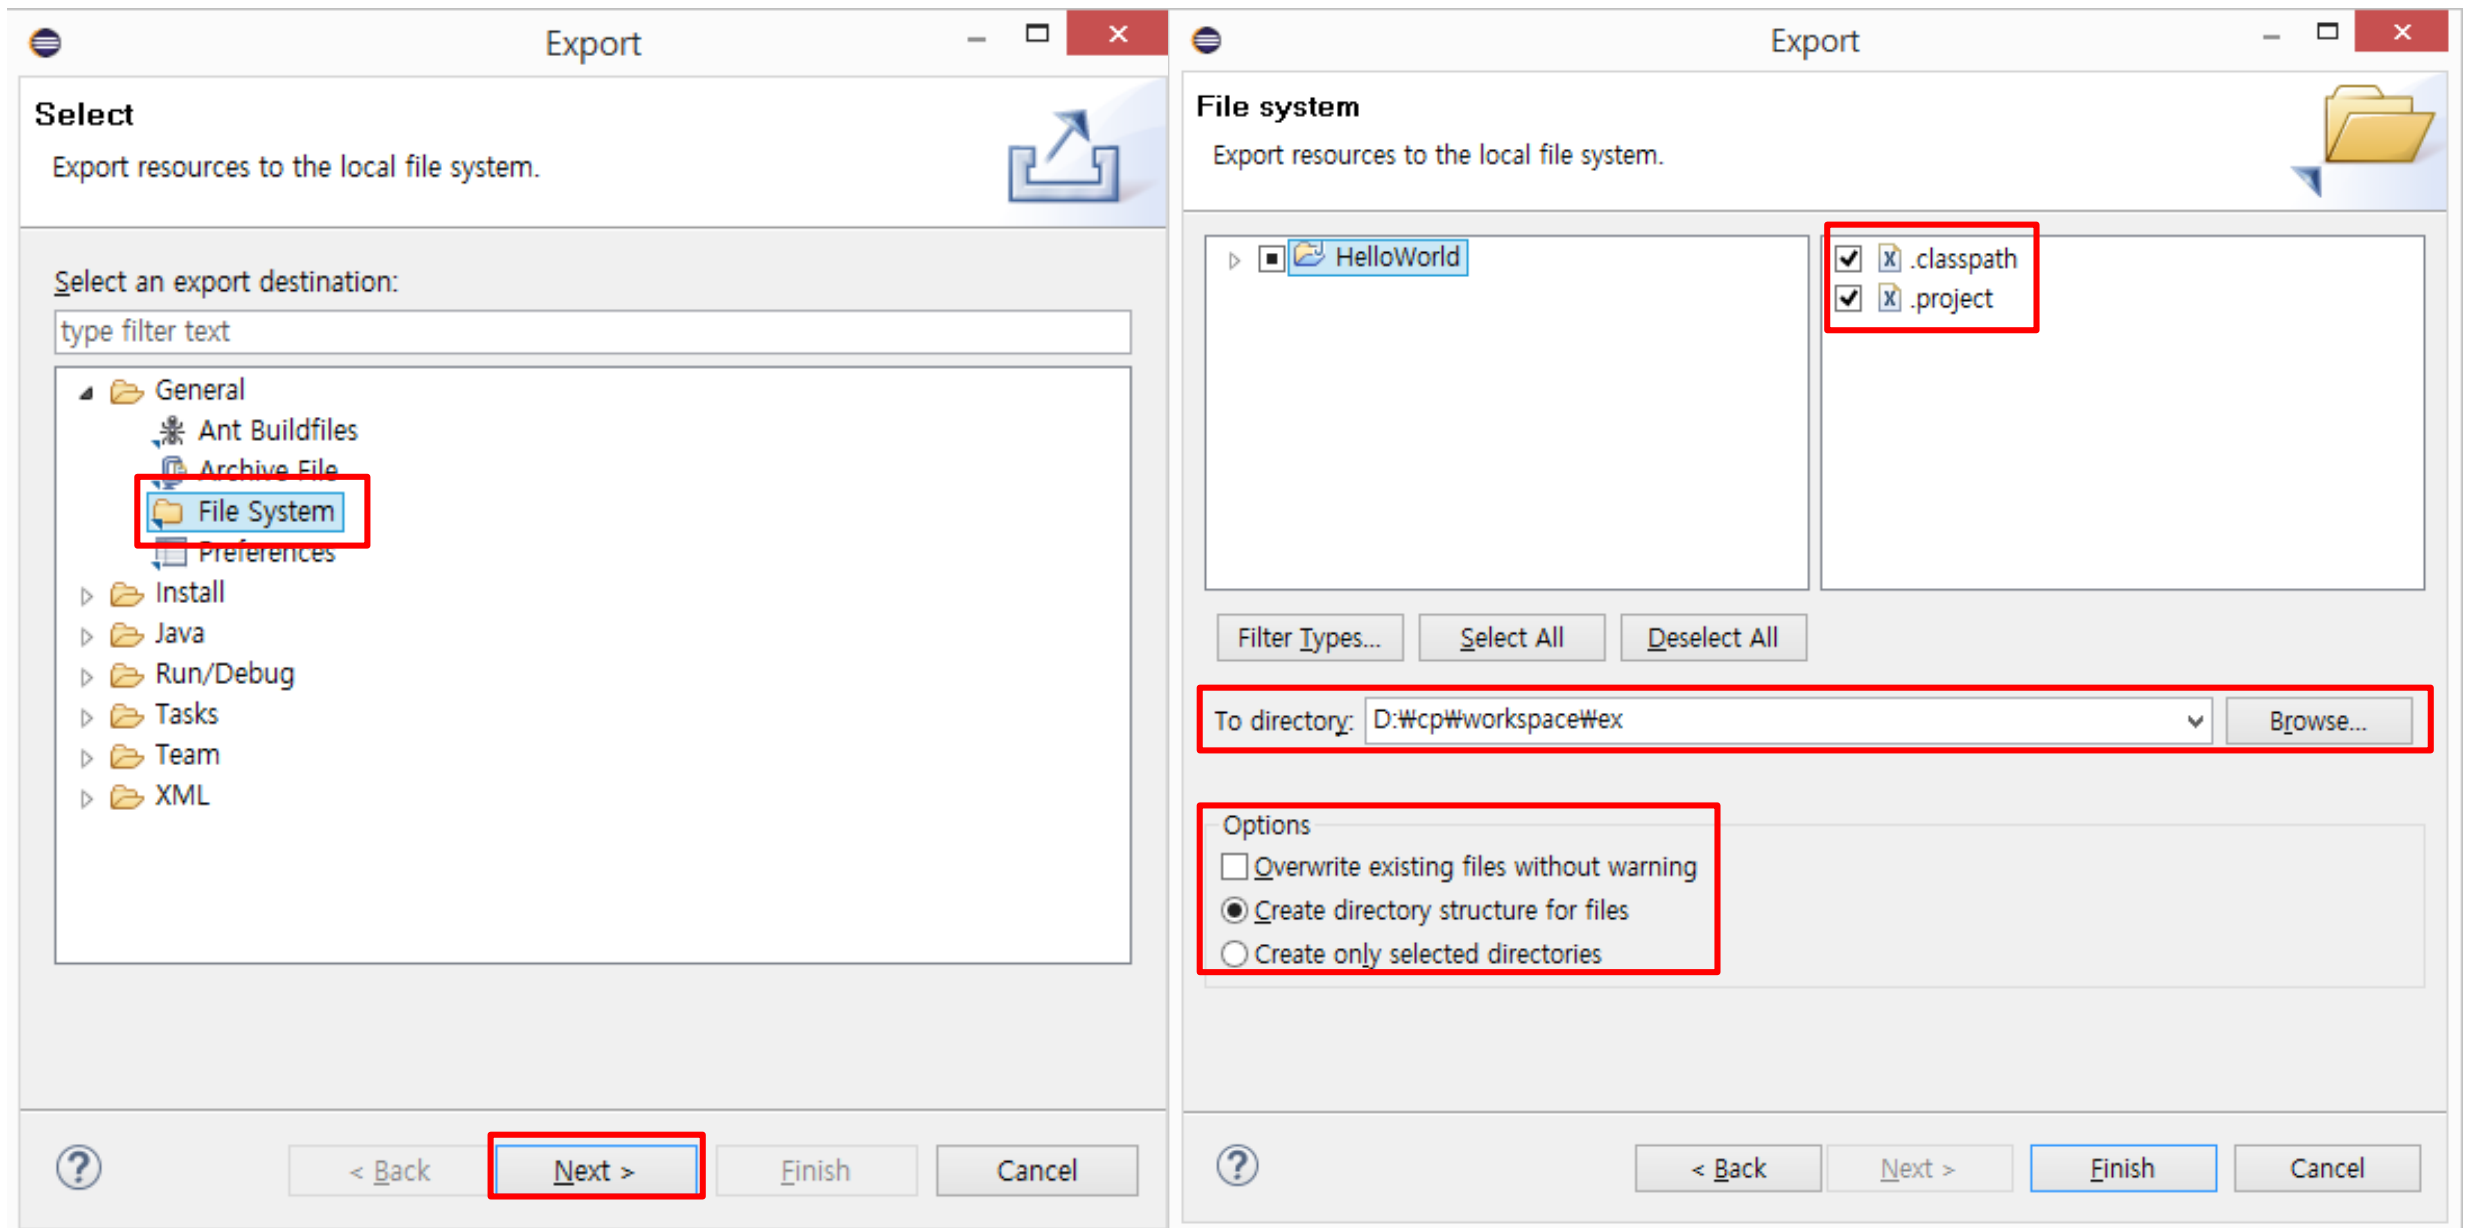 Export
Select
Export resources to the local file system.
Select an export destination:
type filter text
General
Ant Buildfiles
Archive File
File System
Preferences
Install
Java
Run/Debug
Tasks
Team
XML
< Back
Next >
Finish
Cancel
Export
File system
Export resources to the local file system.
HelloWorld
.classpath
.project
Filter Types...
Select All
Deselect All
To directory: D:₩cp₩workspace₩ex
Browse...
Options
Overwrite existing files without warning
Create directory structure for files
Create only selected directories
< Back
Next >
Finish
Cancel